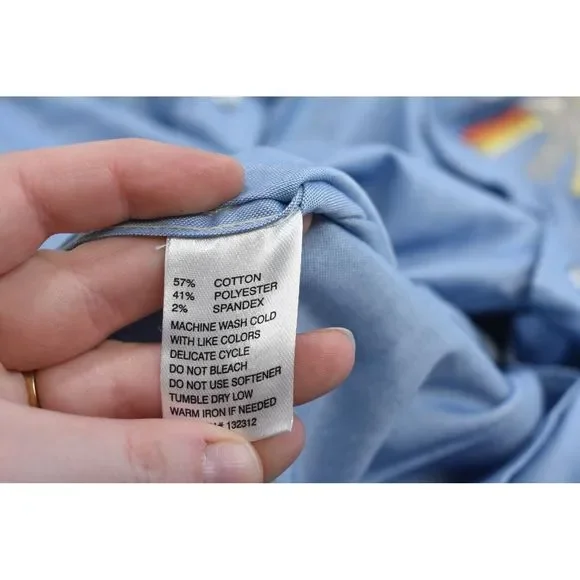 57% COTTON
41% POLYESTER
2% SPANDEX
MACHINE WASH COLD
WITH LIKE COLORS
DELICATE CYCLE
DO NOT BLEACH
DO NOT USE SOFTENER
TUMBLE DRY LOW
WARM IRON IF NEEDED
# 132312